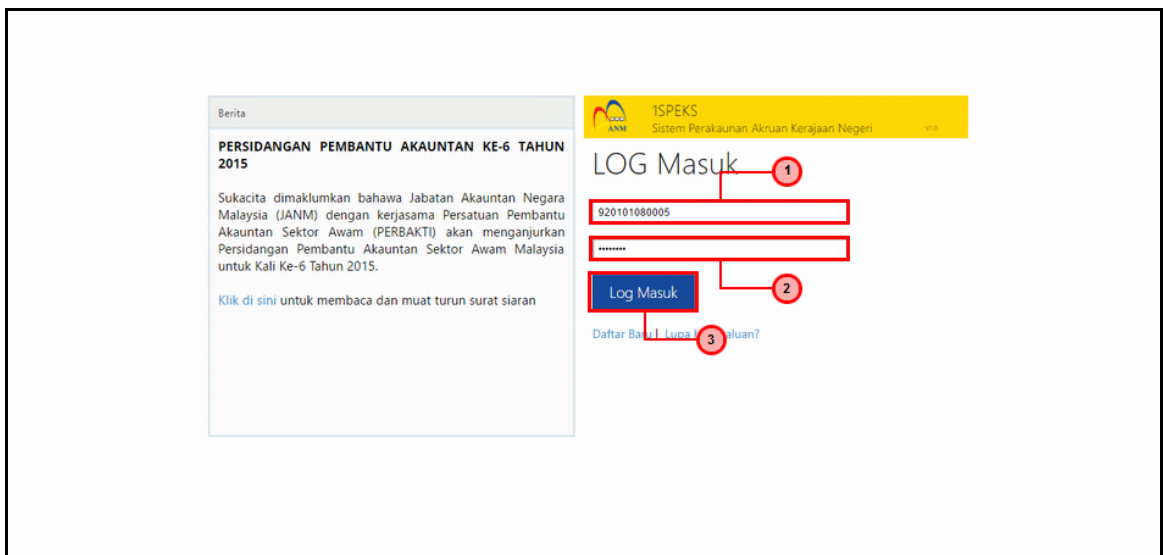 Berita
PERSIDANGAN PEMBANTU AKAUNTAN KE-6 TAHUN
2015
Sukacita dimaklumkan bahawa Jabatan Akauntan Negara
Malaysia (JANM) dengan kerjasama Persatuan Pembantu
Akauntan Sektor Awam (PERBAKTI) akan menganjurkan
Persidangan Pembantu Akauntan Sektor Awam Malaysia
untuk Kali Ke-6 Tahun 2015.
Klik di sini untuk membaca dan muat turun surat siaran
ANM
1SPEKS
Sistem Perakaunan Akruan Kerajaan Negeri
LOG Masuk
1
920101080005
••••••••
2
Log Masuk
Daftar Baru | Lupa aluan?
3